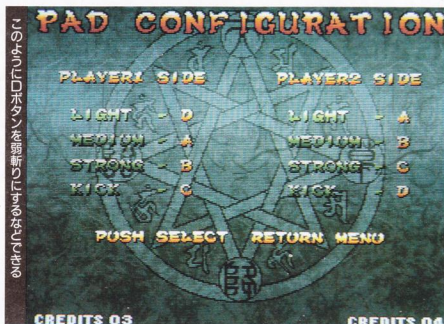 このようにDボタンを弱斬りにするなどできる
PAD CONFIGURATION
PLAYER1 SIDE
LIGHT - D
MEDIUM - A
STRONG - B
KICK - C
PLAYER2 SIDE
LIGHT - A
MEDIUM - B
STRONG - C
KICK - D
PUSH SELECT RETURN MENU
CREDITS 03
CREDITS 04